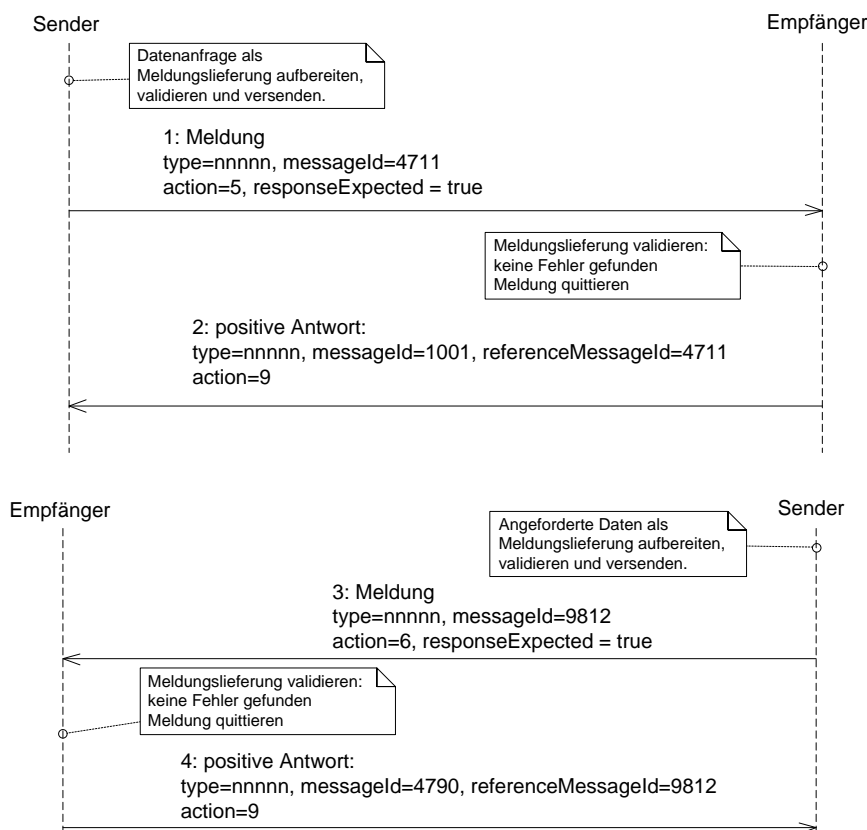 Sender
Empfänger
Datenanfrage als
Meldungslieferung aufbereiten,
validieren und versenden.
1: Meldung
type=nnnnn, messageId=4711
action=5, responseExpected = true
Meldungslieferung validieren:
keine Fehler gefunden
Meldung quittieren
2: positive Antwort:
type=nnnnn, messageId=1001, referenceMessageId=4711
action=9
Empfänger
Sender
Angeforderte Daten als
Meldungslieferung aufbereiten,
validieren und versenden.
3: Meldung
type=nnnnn, messageId=9812
action=6, responseExpected = true
Meldungslieferung validieren:
keine Fehler gefunden
Meldung quittieren
4: positive Antwort:
type=nnnnn, messageId=4790, referenceMessageId=9812
action=9